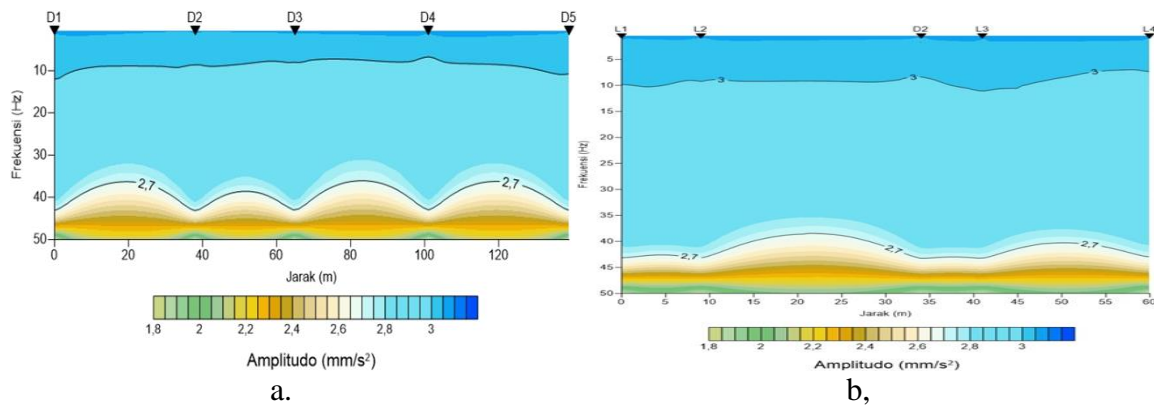 D1 D2 D3 D4 D5
10
20
30
40
50
Frekuensi (Hz)
2,7
2,7
0 20 40 60 80 100 120
Jarak (m)
1,8 2 2,2 2,4 2,6 2,8 3
Amplitudo (mm/s²)
a.
L1 L2 D2 L3 L4
5
10
15
20
25
30
35
40
45
50
Frekuensi (Hz)
3
3
3
2,7
2,7
2,7
0 5 10 15 20 25 30 35 40 45 50 55 60
Jarak (m)
1,8 2 2,2 2,4 2,6 2,8 3
Amplitudo (mm/s²)
b,